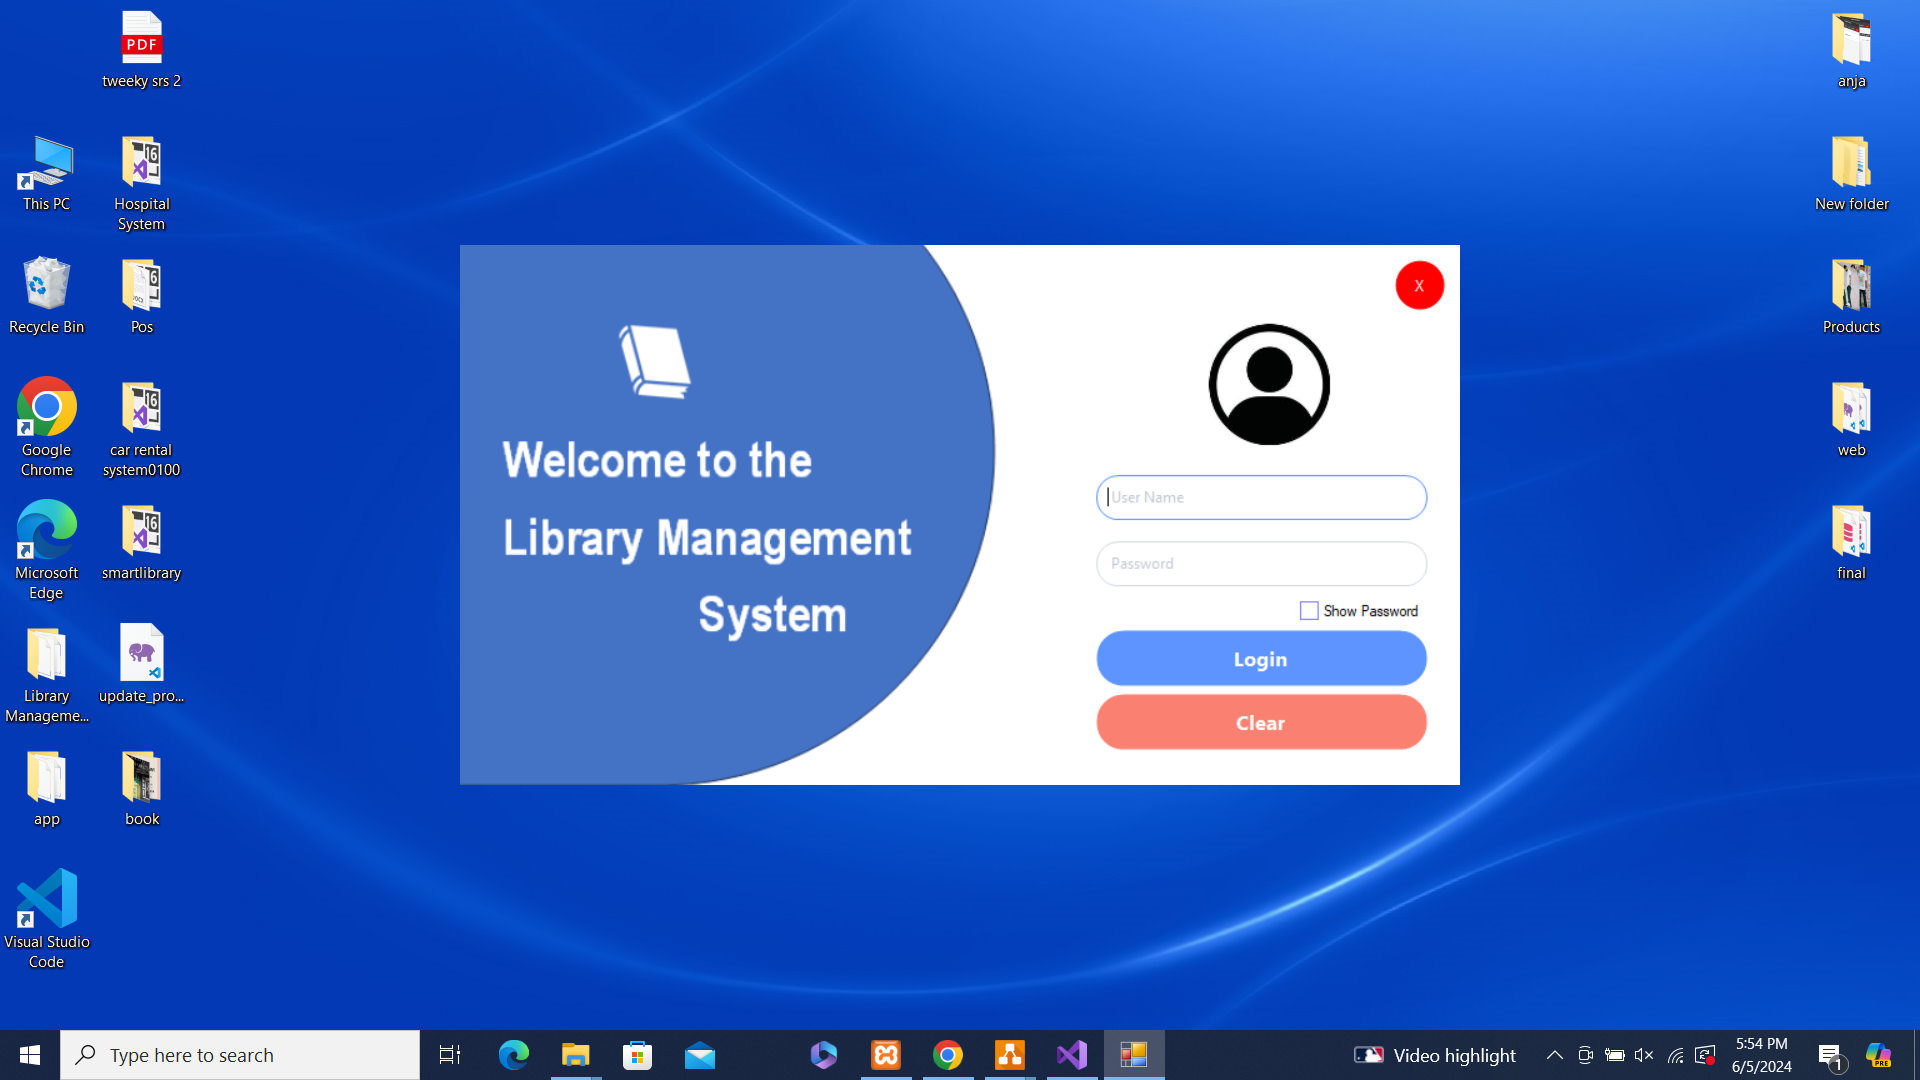 tweeky srs 2
This PC
Hospital
System
Recycle Bin
Pos
Google
Chrome
car rental
system0100
Microsoft
Edge
smartlibrary
Library
Manageme...
update_pro...
app
book
Visual Studio
Code
PDF
Welcome to the
Library Management
System
X
User Name
Password
Show Password
Login
Clear
anja
New folder
Products
web
final
Type here to search
Video highlight
5:54 PM
6/5/2024
1
PRE